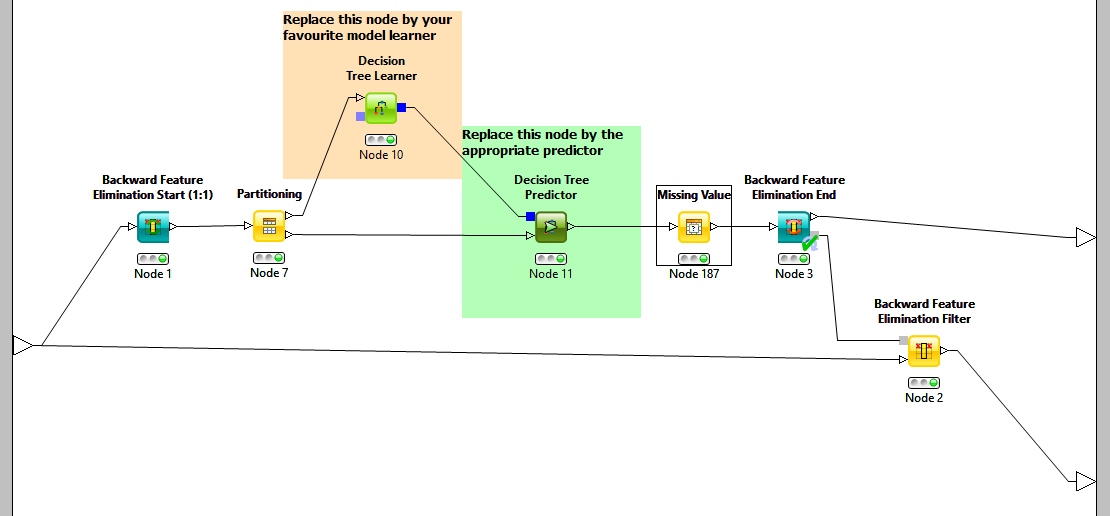 Replace this node by your
favourite model learner
Decision
Tree Learner
Node 10
Replace this node by the
appropriate predictor
Decision Tree
Predictor
Node 11
Backward Feature
Elimination Start (1:1)
Node 1
Partitioning
Node 7
Missing Value
Node 187
Backward Feature
Elimination End
Node 3
Backward Feature
Elimination Filter
Node 2